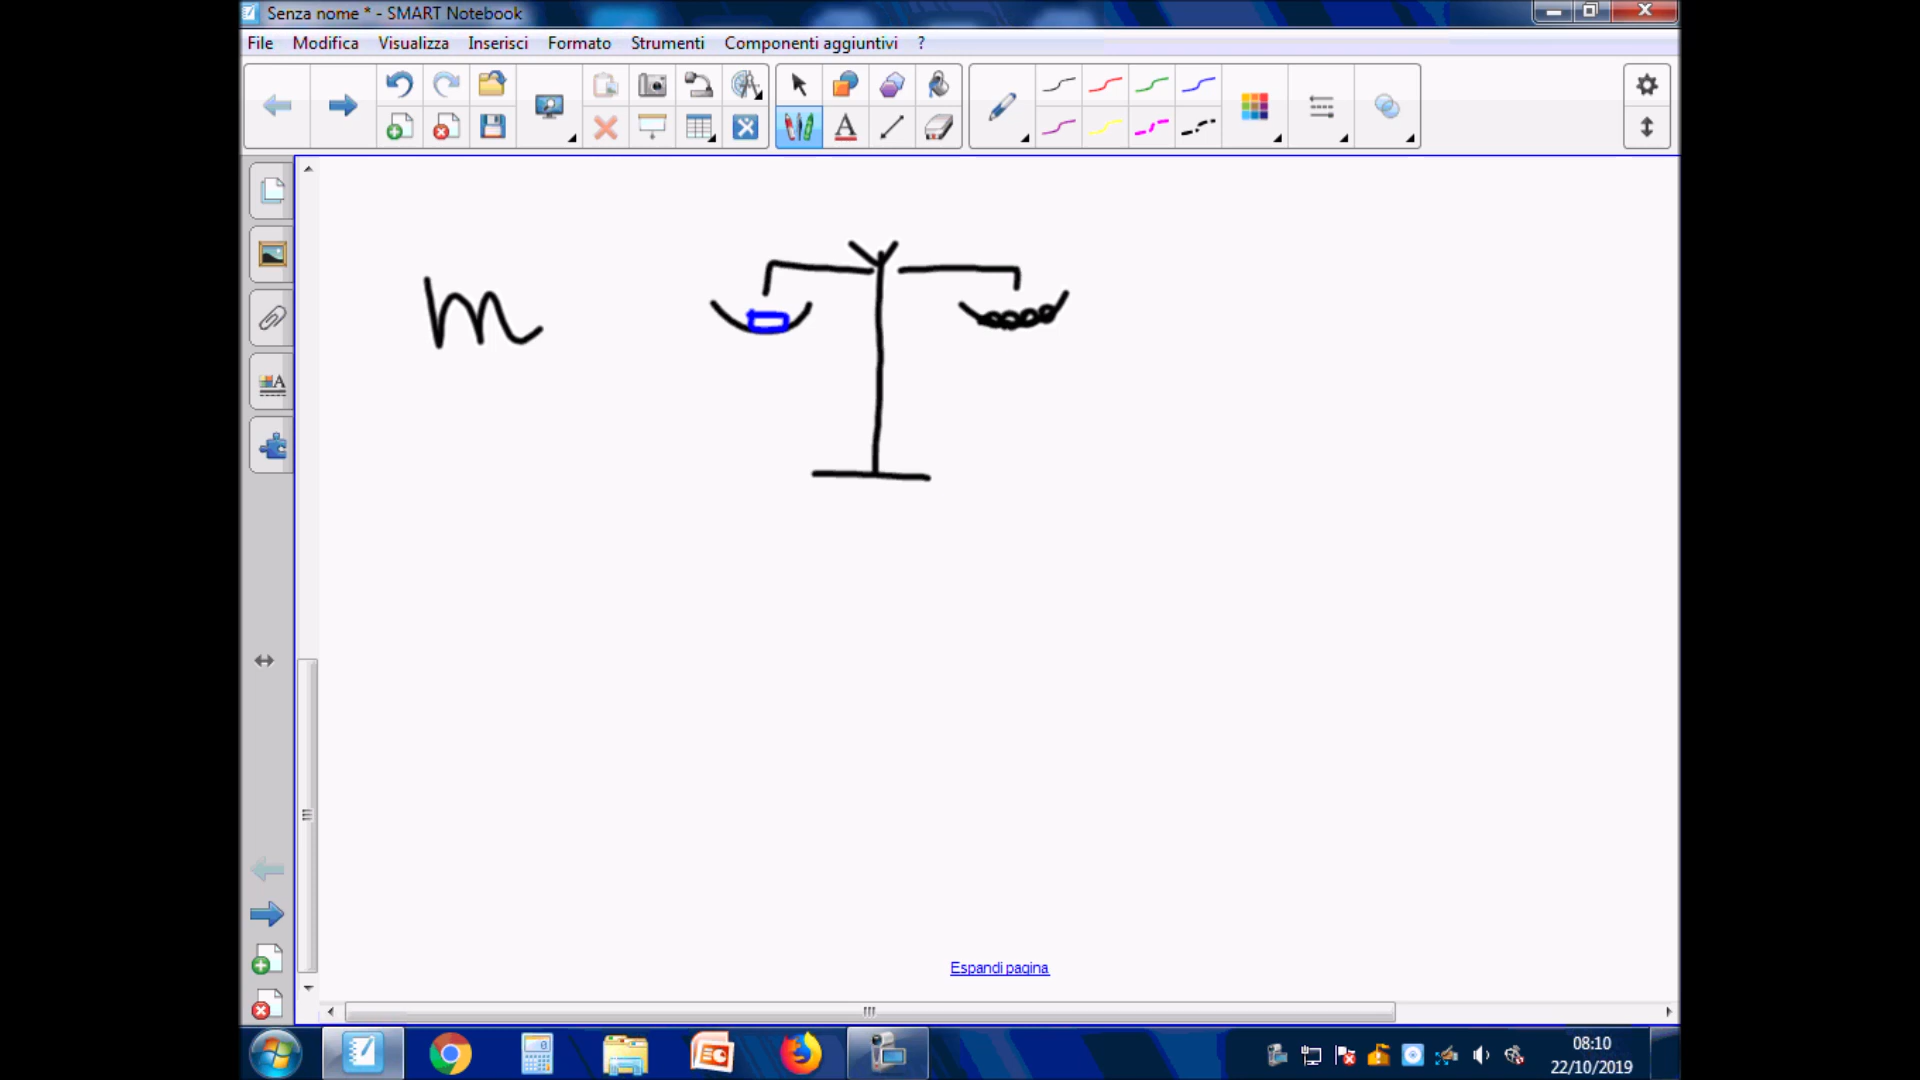 Senza nome * - SMART Notebook
File Modifica Visualizza Inserisci Formato Strumenti Componenti aggiuntivi ?
m
Espandi pagina
08:10
22/10/2019